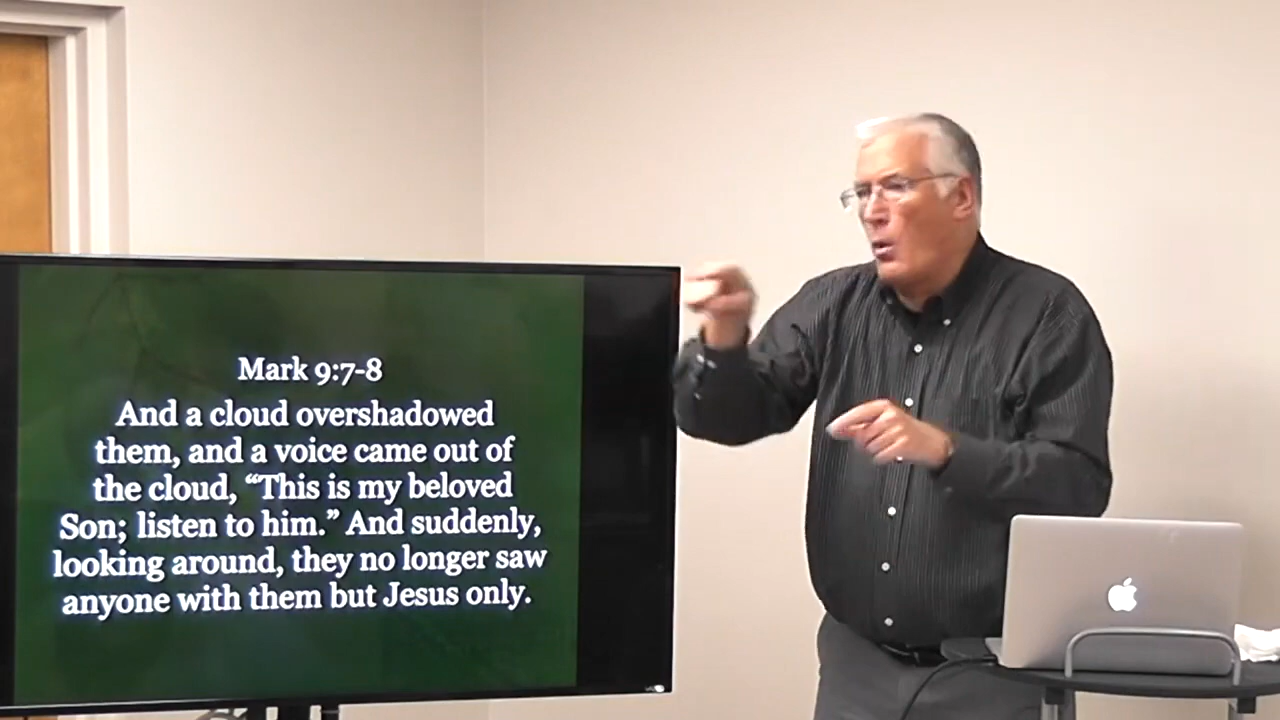 Mark 9:7-8
And a cloud overshadowed
them, and a voice came out of
the cloud, “This is my beloved
Son; listen to him.” And suddenly,
looking around, they no longer saw
anyone with them but Jesus only.